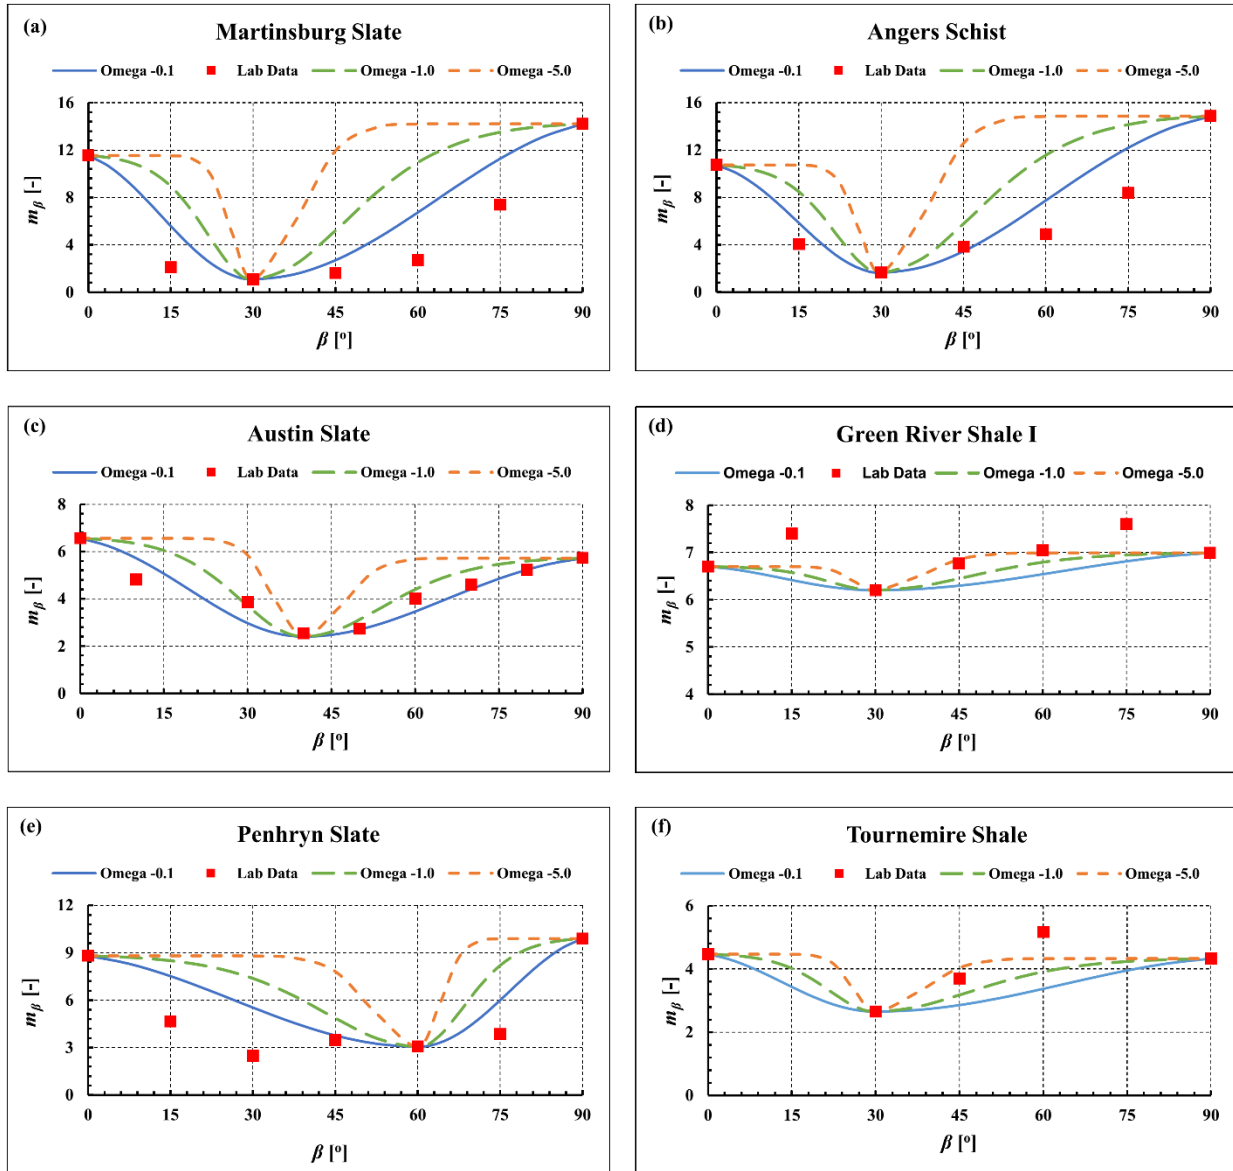 (a)
Martinsburg Slate
Omega -0.1 Lab Data Omega -1.0 Omega -5.0
16
12
8
4
0
mβ [-]
0 15 30 45 60 75 90
β [º]
(b)
Angers Schist
Omega -0.1 Lab Data Omega -1.0 Omega -5.0
16
12
8
4
0
mβ [-]
0 15 30 45 60 75 90
β [º]
(c)
Austin Slate
Omega -0.1 Lab Data Omega -1.0 Omega -5.0
8
6
4
2
0
mβ [-]
0 15 30 45 60 75 90
β [º]
(d)
Green River Shale I
Omega -0.1 Lab Data Omega -1.0 Omega -5.0
8
7
6
5
4
mβ [-]
0 15 30 45 60 75 90
β [º]
(e)
Penhryn Slate
Omega -0.1 Lab Data Omega -1.0 Omega -5.0
12
9
6
3
0
mβ [-]
0 15 30 45 60 75 90
β [º]
(f)
Tournemire Shale
Omega -0.1 Lab Data Omega -1.0 Omega -5.0
6
4
2
0
mβ [-]
0 15 30 45 60 75 90
β [º]